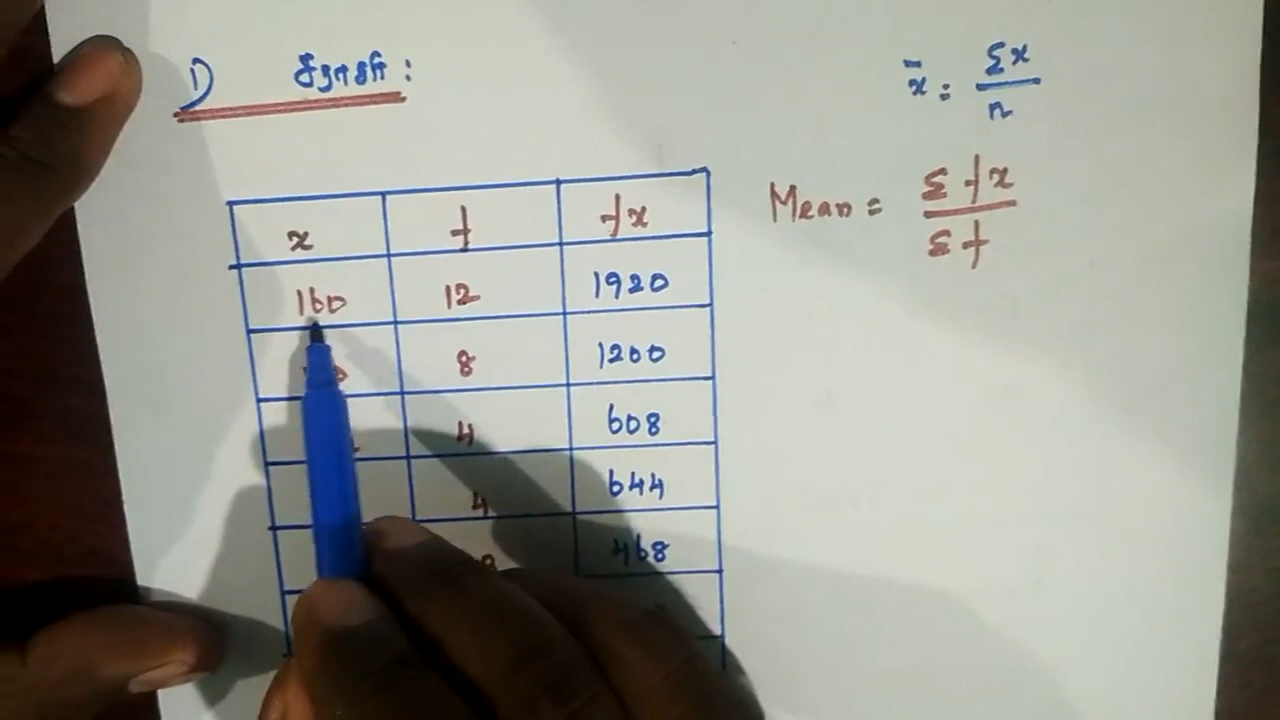 1) சராசரி :
x̄ = Σx / n
Mean = Σfx / Σf
x f fx
160 12 1920
8 1200
4 608
4 644
468